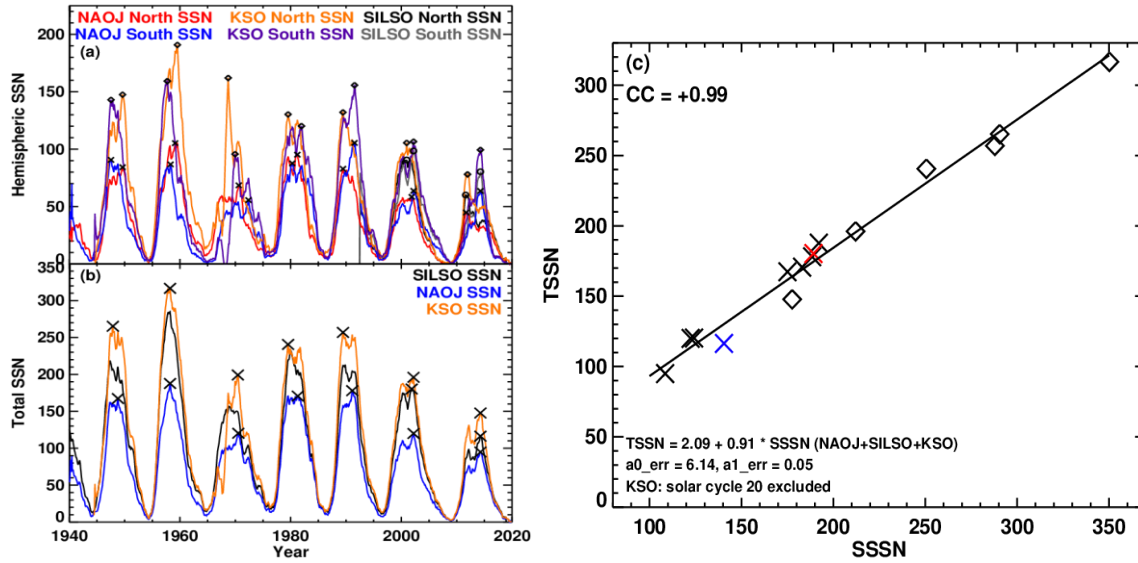 NAOJ North SSN KSO North SSN SILSO North SSN
NAOJ South SSN KSO South SSN SILSO South SSN
(a)
Hemispheric SSN
200
150
100
50
0
(b)
SILSO SSN
NAOJ SSN
KSO SSN
Total SSN
350
300
250
200
150
100
50
0
1940 1960 1980 2000 2020
Year
(c)
CC = +0.99
TSSN
300
250
200
150
100
50
0
TSSN = 2.09 + 0.91 * SSSN (NAOJ+SILSO+KSO)
a0_err = 6.14, a1_err = 0.05
KSO: solar cycle 20 excluded
100 150 200 250 300 350
SSSN